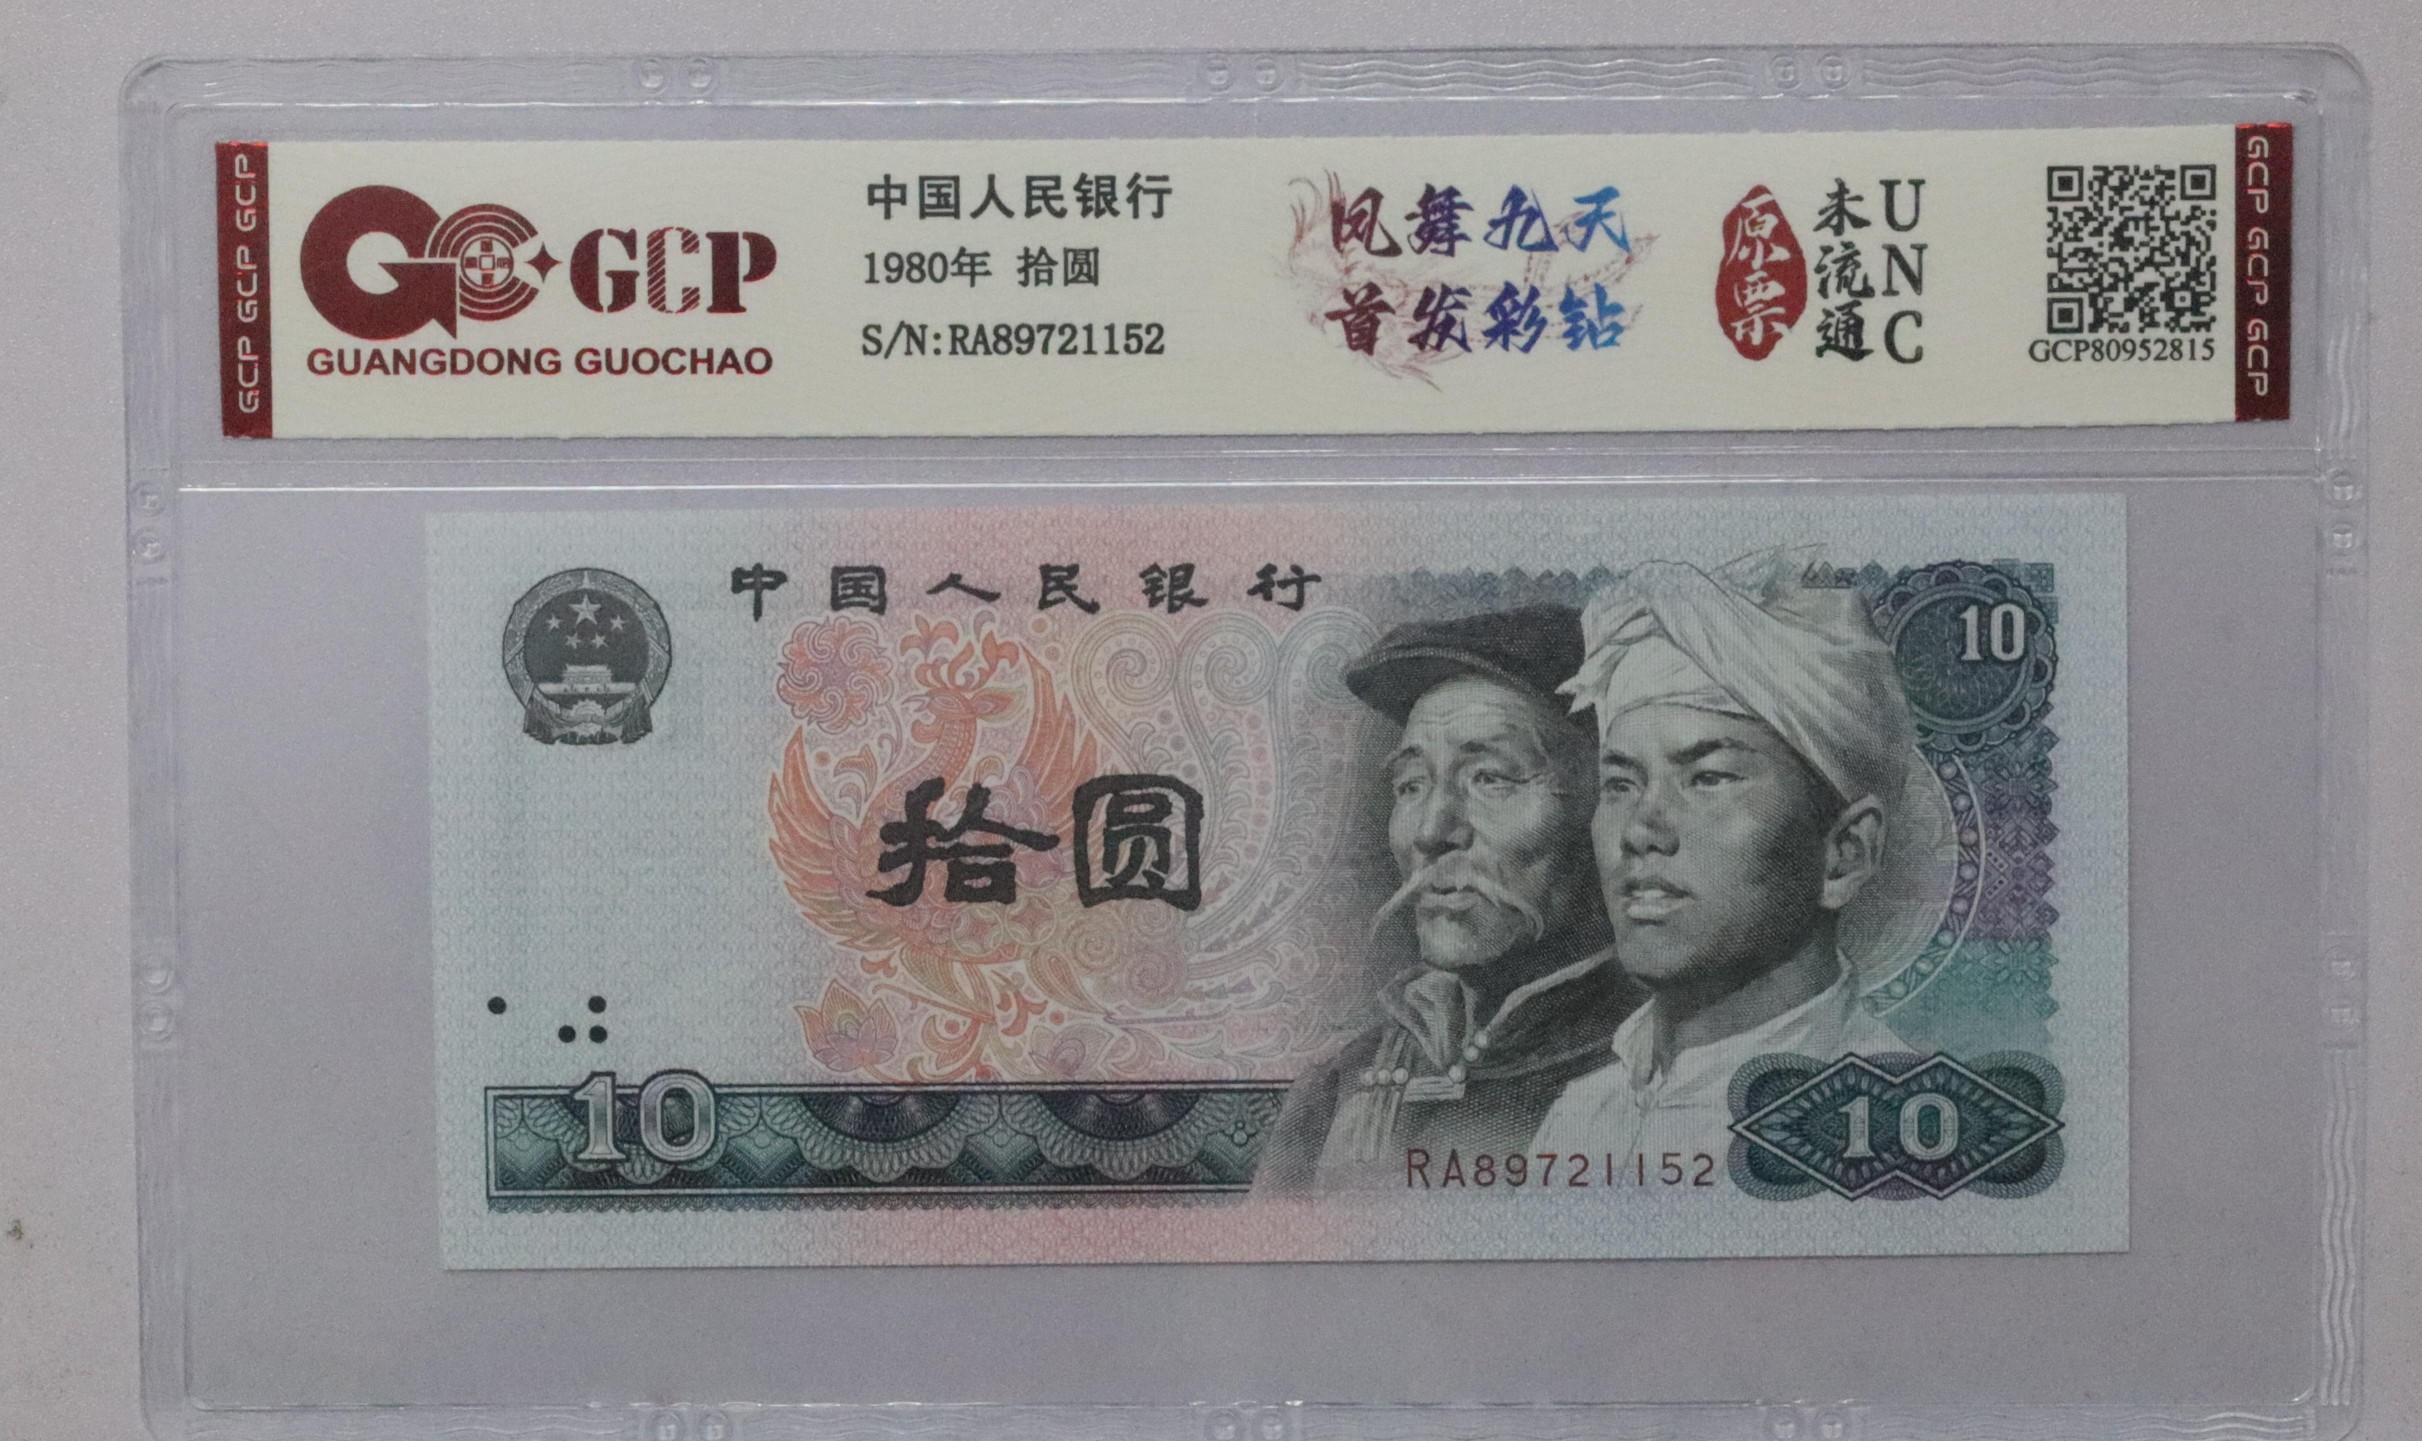 GCP GCP GCP
GCP
GUANGDONG GUOCHAO
中国人民银行
1980年 拾圆
S/N:RA89721152
凤舞九天
首发彩钻
原票
未流通
UNC
GCP80952815
GCP GCP GCP
中国人民银行
10
拾圆
10
RA89721152
10